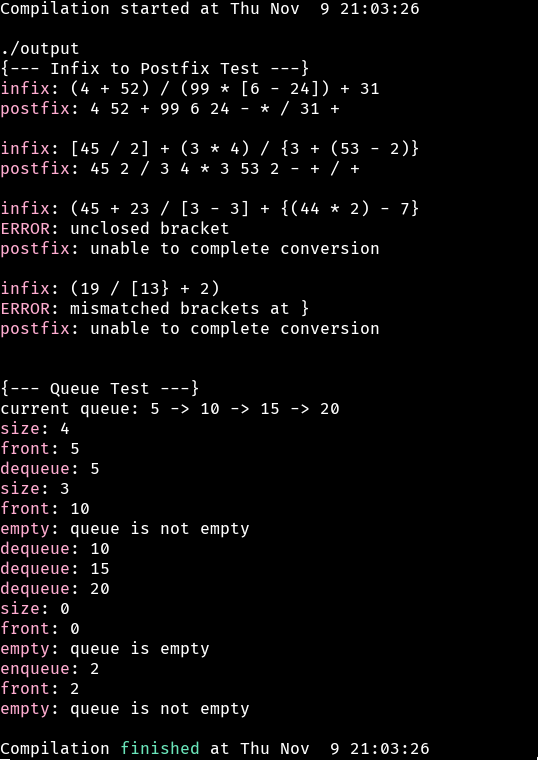 Compilation started at Thu Nov  9 21:03:26
./output
{--- Infix to Postfix Test ---}
infix: (4 + 52) / (99 * [6 - 24]) + 31
postfix: 4 52 + 99 6 24 - * / 31 +
infix: [45 / 2] + (3 * 4) / {3 + (53 - 2)}
postfix: 45 2 / 3 4 * 3 53 2 - + / +
infix: (45 + 23 / [3 - 3] + {(44 * 2) - 7}
ERROR: unclosed bracket
postfix: unable to complete conversion
infix: (19 / [13} + 2)
ERROR: mismatched brackets at }
postfix: unable to complete conversion
{--- Queue Test ---}
current queue: 5 -> 10 -> 15 -> 20
size: 4
front: 5
dequeue: 5
size: 3
front: 10
empty: queue is not empty
dequeue: 10
dequeue: 15
dequeue: 20
size: 0
front: 0
empty: queue is empty
enqueue: 2
front: 2
empty: queue is not empty
Compilation finished at Thu Nov  9 21:03:26